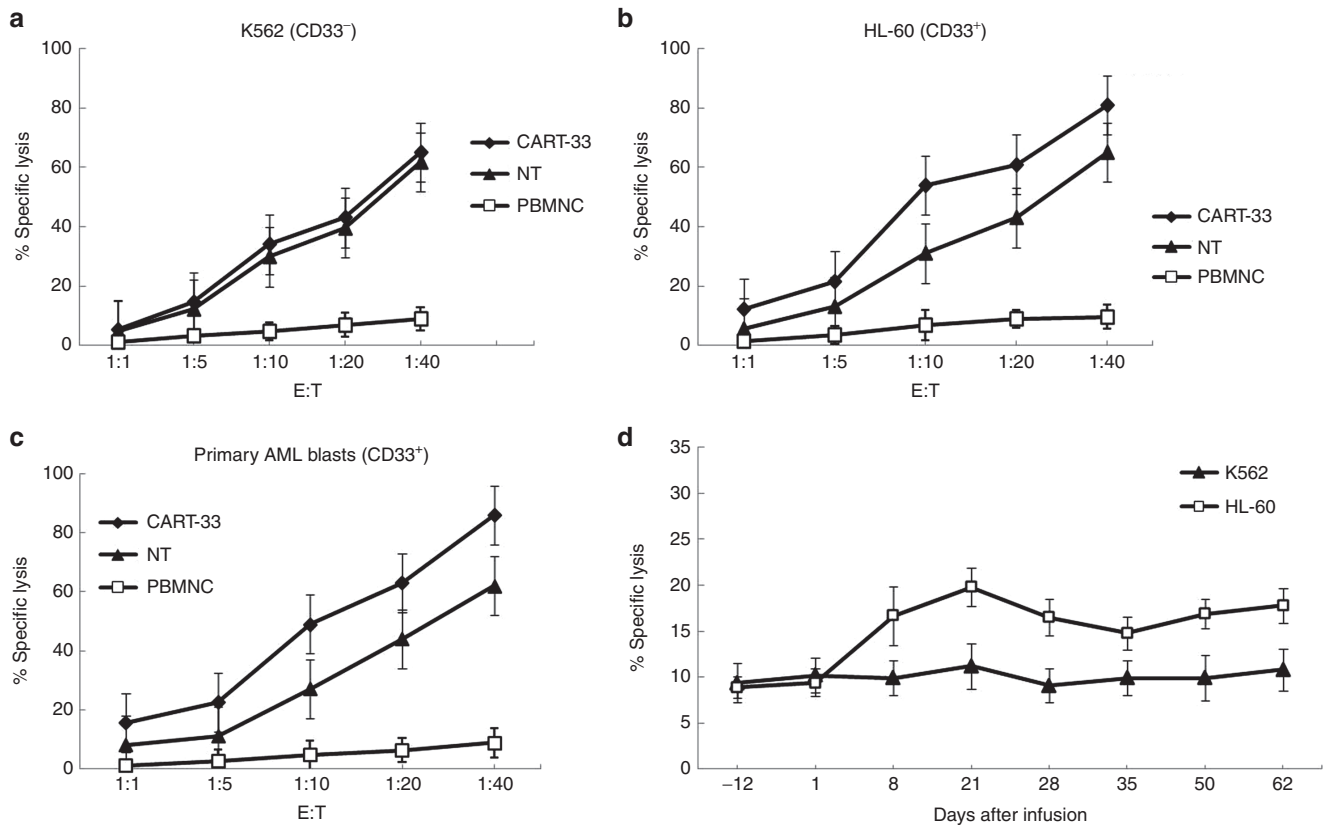 a
K562 (CD33⁻)
100
80
60
40
20
0
% Specific lysis
CART-33
NT
PBMNC
1:1 1:5 1:10 1:20 1:40
E:T
b
HL-60 (CD33⁺)
100
80
60
40
20
0
% Specific lysis
CART-33
NT
PBMNC
1:1 1:5 1:10 1:20 1:40
E:T
c
Primary AML blasts (CD33⁺)
100
80
60
40
20
0
% Specific lysis
CART-33
NT
PBMNC
1:1 1:5 1:10 1:20 1:40
E:T
d
35
30
25
20
15
10
5
0
% Specific lysis
K562
HL-60
−12 1 8 21 28 35 50 62
Days after infusion